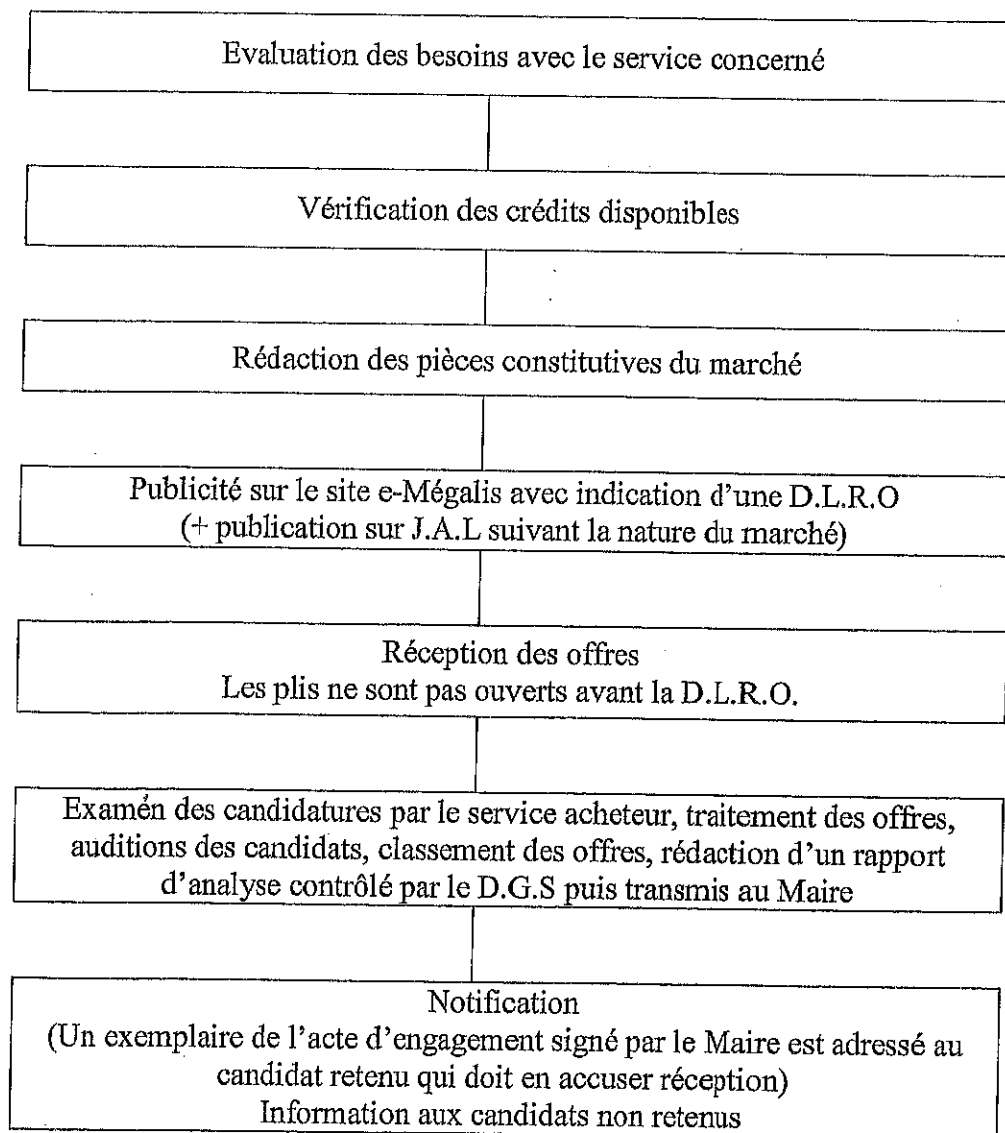 Evaluation des besoins avec le service concerné
Vérification des crédits disponibles
Rédaction des pièces constitutives du marché
Publicité sur le site e-Mégalis avec indication d'une D.L.R.O
(+ publication sur J.A.L suivant la nature du marché)
Réception des offres
Les plis ne sont pas ouverts avant la D.L.R.O.
Examén des candidatures par le service acheteur, traitement des offres,
auditions des candidats, classement des offres, rédaction d'un rapport
d'analyse contrôlé par le D.G.S puis transmis au Maire
Notification
(Un exemplaire de l'acte d'engagement signé par le Maire est adressé au
candidat retenu qui doit en accuser réception)
Information aux candidats non retenus